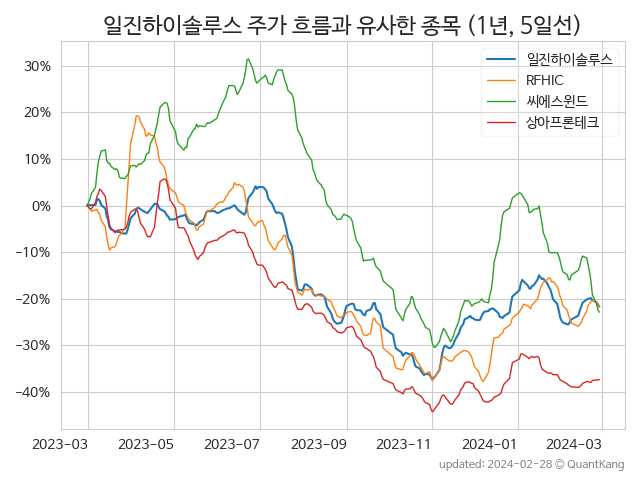 일진하이솔루스 주가 흐름과 유사한 종목 (1년, 5일선)
일진하이솔루스
RFHIC
씨에스윈드
상아프론테크
30%
20%
10%
0%
−10%
−20%
−30%
−40%
2023-03 2023-05 2023-07 2023-09 2023-11 2024-01 2024-03
updated: 2024-02-28 ⓒ QuantKang